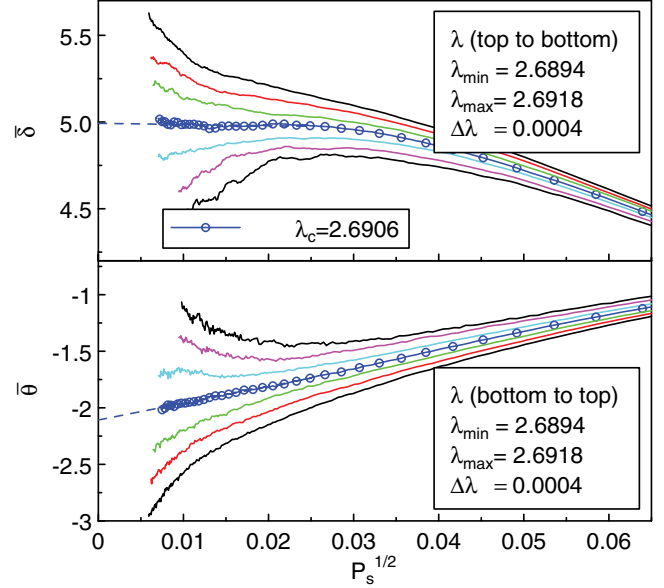 5.5
5.0
4.5
δ̅
λ (top to bottom)
λmin = 2.6894
λmax = 2.6918
Δλ = 0.0004
λc=2.6906
-1
-1.5
-2
-2.5
-3
θ̅
λ (bottom to top)
λmin = 2.6894
λmax= 2.6918
Δλ = 0.0004
0 0.01 0.02 0.03 0.04 0.05 0.06
Ps1/2